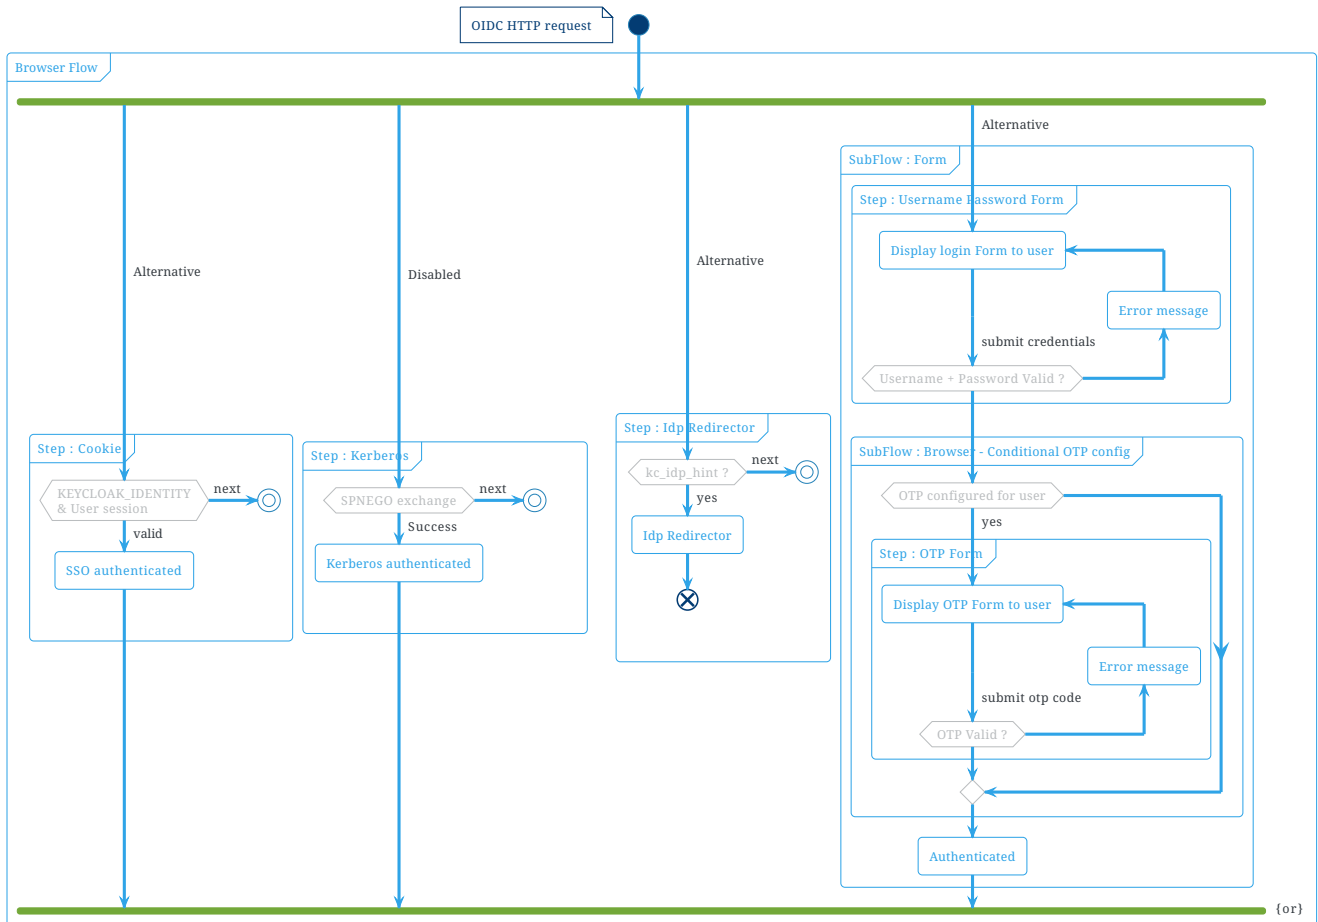 OIDC HTTP request
Browser Flow
Alternative
SubFlow : Form
Step : Username Password Form
Display login Form to user
Alternative
Disabled
Alternative
Error message
submit credentials
Username + Password Valid ?
Step : Cookie
KEYCLOAK_IDENTITY
& User session
next
valid
SSO authenticated
Step : Kerberos
SPNEGO exchange
next
Success
Kerberos authenticated
Step : Idp Redirector
kc_idp_hint ?
next
yes
Idp Redirector
SubFlow : Browser - Conditional OTP config
OTP configured for user
yes
Step : OTP Form
Display OTP Form to user
Error message
submit otp code
OTP Valid ?
Authenticated
{or}